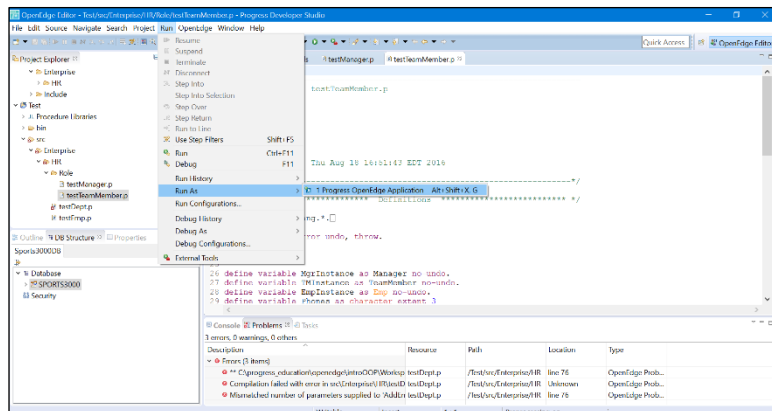 OpenEdge Editor - Test/src/Enterprise/HR/Role/testTeamMember.p - Progress Developer Studio
File Edit Source Navigate Search Project Run OpenEdge Window Help
Quick Access
OpenEdge Editor
Project Explorer
Enterprise
HR
Include
Test
Procedure Libraries
bin
src
Enterprise
HR
Role
testManager.p
testTeamMember.p
testDept.p
testEmp.p
Resume
Suspend
Terminate
Disconnect
Step Into
Step Into Selection
Step Over
Step Return
Run to Line
Use Step Filters Shift+F5
Run Ctrl+F11
Debug F11
Run History
Run As
Run Configurations...
Debug History
Debug As
Debug Configurations...
External Tools
1 Progress OpenEdge Application Alt+Shift+X, G
testManager.p
testTeamMember.p
testTeamMember.p
Thu Aug 18 16:51:43 EDT 2016
Definitions
ng.*.
ror undo, throw.
26 define variable MgrInstance as Manager no-undo.
27 define variable TMInstance as TeamMember no-undo.
28 define variable EmpInstance as Emp no-undo.
29 define variable Phones as character extent 3
Outline
DB Structure
Properties
Sports3000DB
Database
SPORTS3000
Security
Console
Problems
Tasks
3 errors, 0 warnings, 0 others
Description Resource Path Location Type
Errors (3 items)
** C:\progress_education\openedge\introOOP\Worksp testDept.p /Test/src/Enterprise/HR line 76 OpenEdge Prob...
Compilation failed with error in src\Enterprise\HR\testD testDept.p /Test/src/Enterprise/HR Unknown OpenEdge Prob...
Mismatched number of parameters supplied to 'AddEm testDept.p /Test/src/Enterprise/HR line 76 OpenEdge Prob...